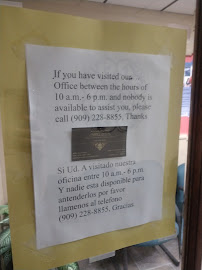 If you have visited our
Office between the hours of
10 a.m.- 6 p.m. and nobody is
available to assist you, please
call (909) 228-8855, Thanks
Si Ud. A visitado nuestra
oficina entre 10 a.m.- 6 p.m.
Y nadie esta disponible para
antenderlos por favor
llamenos al telefono
(909) 228-8855, Gracias